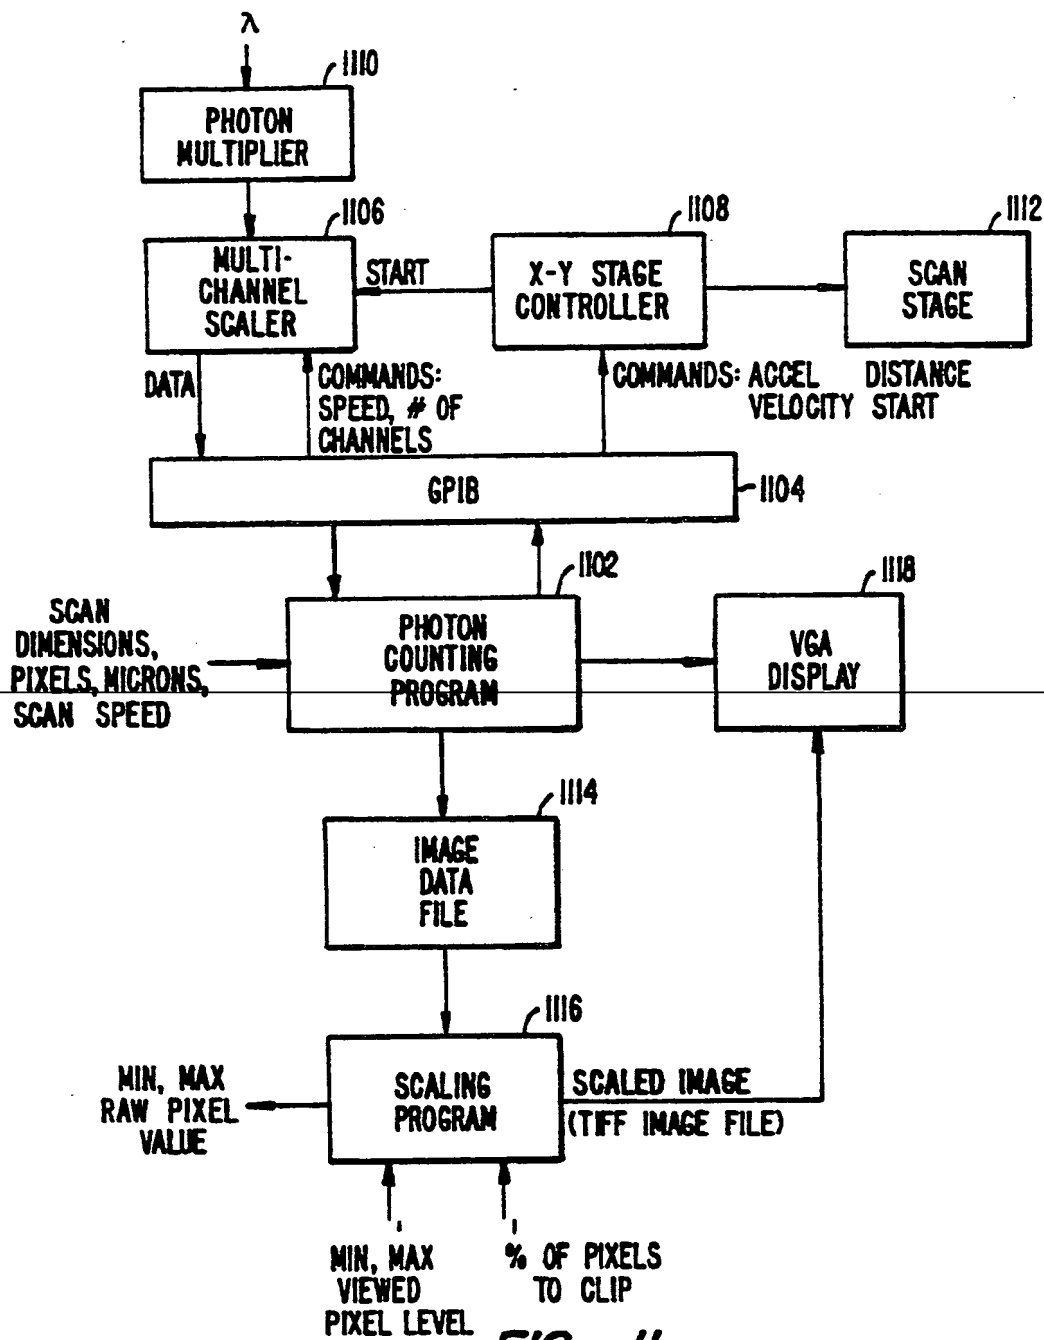 λ
1110
PHOTON
MULTIPLIER
1106
MULTI-
CHANNEL
SCALER
START
1108
X-Y STAGE
CONTROLLER
1112
SCAN
STAGE
DATA
COMMANDS:
SPEED, # OF
CHANNELS
COMMANDS: ACCEL DISTANCE
VELOCITY START
GPIB
1104
1102
SCAN
DIMENSIONS,
PIXELS, MICRONS,
SCAN SPEED
PHOTON
COUNTING
PROGRAM
1118
VGA
DISPLAY
1114
IMAGE
DATA
FILE
1116
MIN, MAX
RAW PIXEL
VALUE
SCALING
PROGRAM
SCALED IMAGE
(TIFF IMAGE FILE)
MIN, MAX
VIEWED
PIXEL LEVEL
% OF PIXELS
TO CLIP